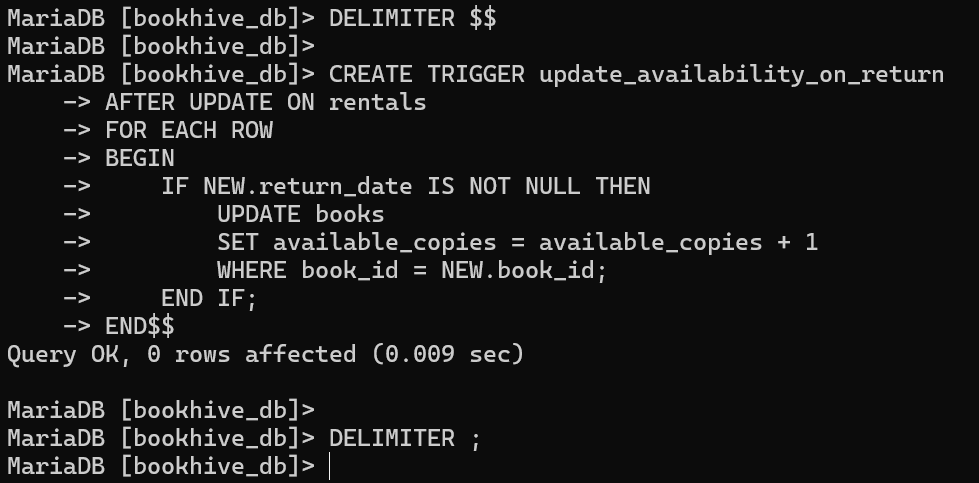 MariaDB [bookhive_db]> DELIMITER $$
MariaDB [bookhive_db]>
MariaDB [bookhive_db]> CREATE TRIGGER update_availability_on_return
    -> AFTER UPDATE ON rentals
    -> FOR EACH ROW
    -> BEGIN
    ->     IF NEW.return_date IS NOT NULL THEN
    ->         UPDATE books
    ->         SET available_copies = available_copies + 1
    ->         WHERE book_id = NEW.book_id;
    ->     END IF;
    -> END$$
Query OK, 0 rows affected (0.009 sec)

MariaDB [bookhive_db]>
MariaDB [bookhive_db]> DELIMITER ;
MariaDB [bookhive_db]>